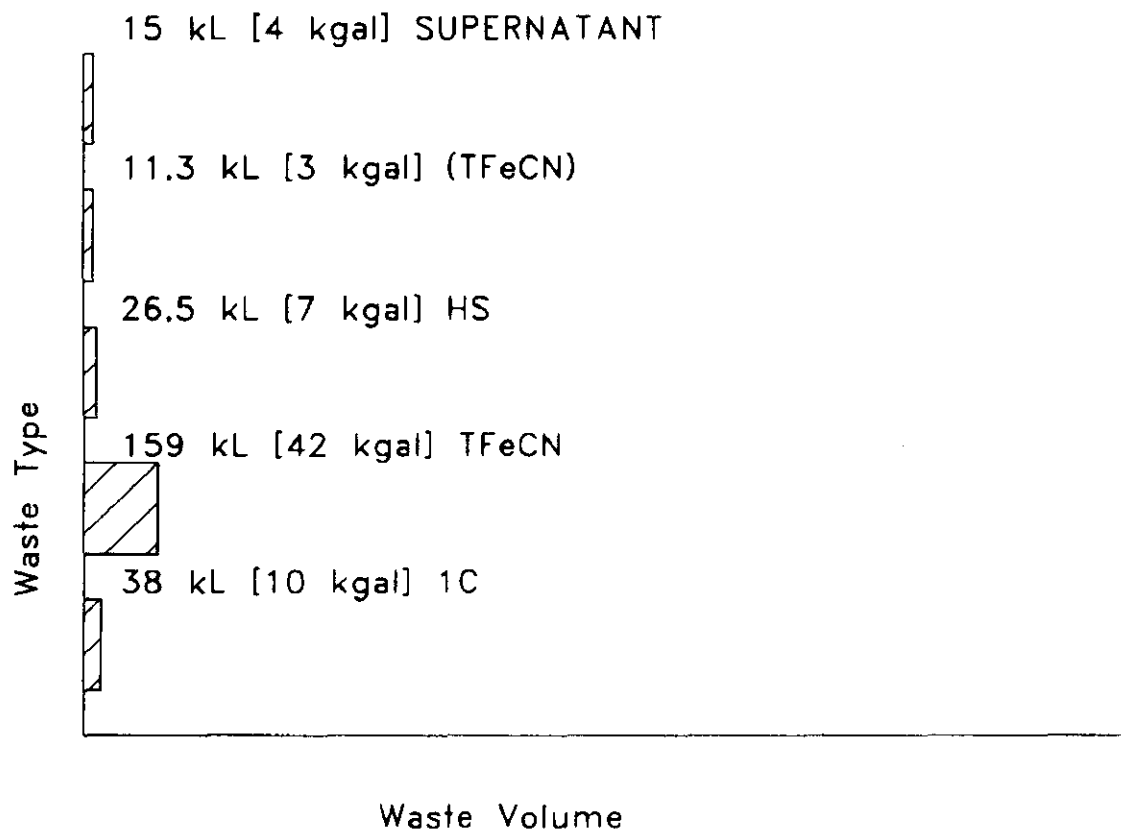 15 kL [4 kgal] SUPERNATANT
11.3 kL [3 kgal] (TFeCN)
26.5 kL [7 kgal] HS
159 kL [42 kgal] TFeCN
38 kL [10 kgal] 1C
Waste Type
Waste Volume